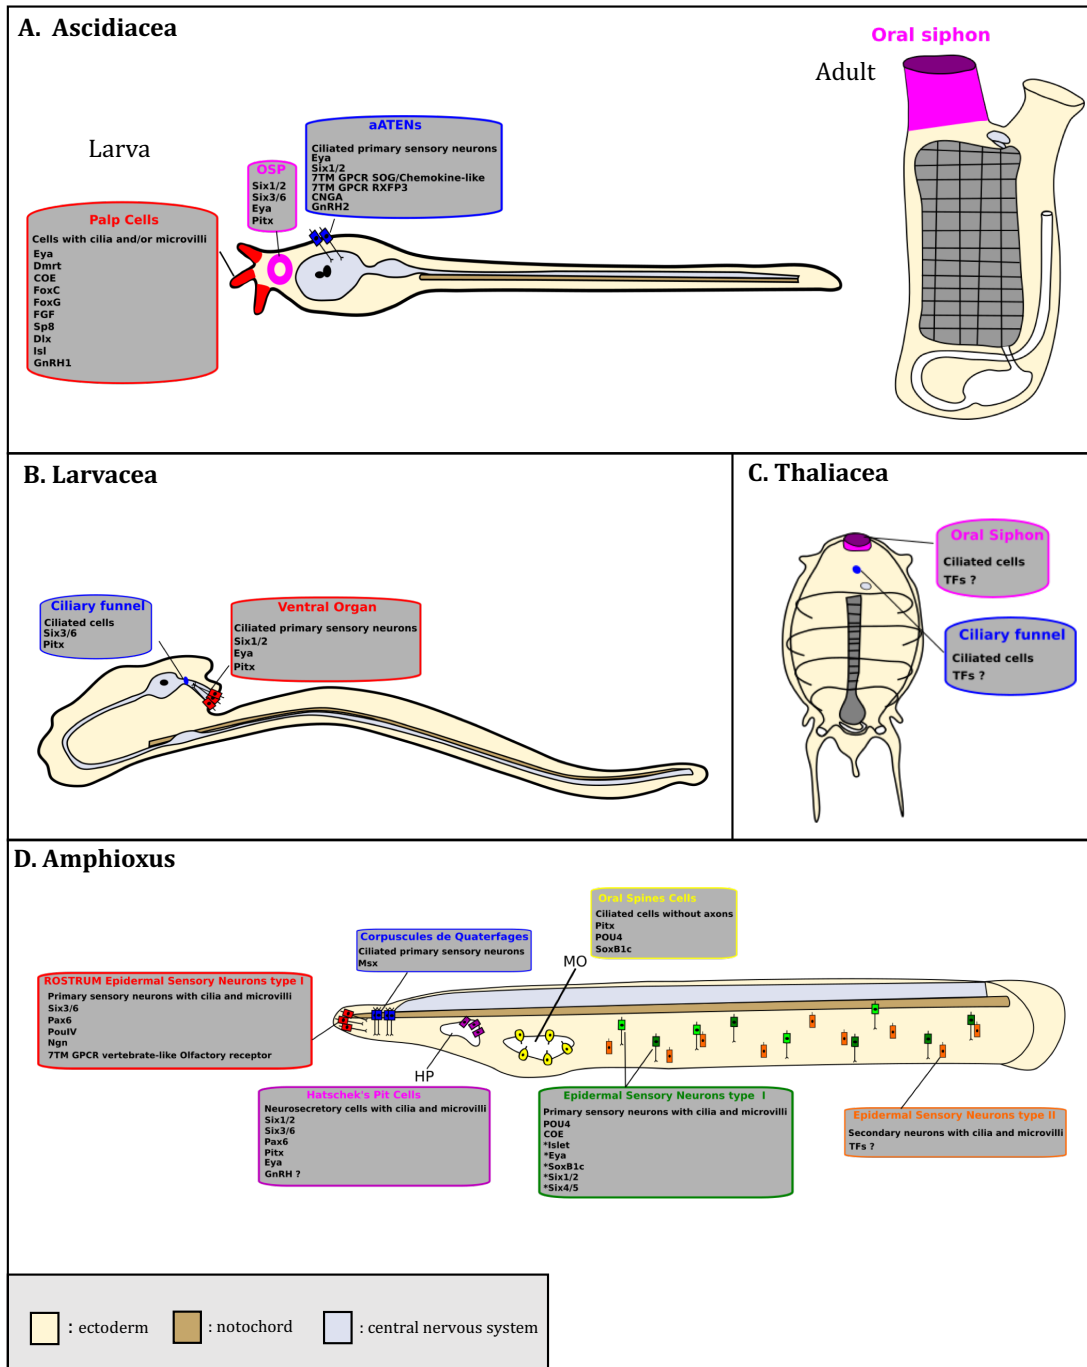 A. Ascidiacea
Oral siphon
Adult
Larva
aATENs
Ciliated primary sensory neurons
Eya
Six1/2
7TM GPCR SOG/Chemokine-like
7TM GPCR RXFP3
CNGA
GnRH2
OSP
Six1/2
Six3/6
Eya
Pitx
Palp Cells
Cells with cilia and/or microvilli
Eya
Dmrt
COE
FoxC
FoxG
FGF
Sp8
Dlx
Isl
GnRH1
B. Larvacea
Ciliary funnel
Ciliated cells
Six3/6
Pitx
Ventral Organ
Ciliated primary sensory neurons
Six1/2
Eya
Pitx
C. Thaliacea
Oral Siphon
Ciliated cells
TFs ?
Ciliary funnel
Ciliated cells
TFs ?
D. Amphioxus
Oral Spines Cells
Ciliated cells without axons
Pitx
POU4
SoxB1c
Corpuscules de Quaterfages
Ciliated primary sensory neurons
Msx
MO
ROSTRUM Epidermal Sensory Neurons type I
Primary sensory neurons with cilia and microvilli
Six3/6
Pax6
PouIV
Ngn
7TM GPCR vertebrate-like Olfactory receptor
HP
Hatschek's Pit Cells
Neurosecretory cells with cilia and microvilli
Six1/2
Six3/6
Pax6
Pitx
Eya
GnRH ?
Epidermal Sensory Neurons type I
Primary sensory neurons with cilia and microvilli
POU4
COE
*Islet
*Eya
*SoxB1c
*Six1/2
*Six4/5
Epidermal Sensory Neurons type II
Secondary neurons with cilia and microvilli
TFs ?
: ectoderm
: notochord
: central nervous system